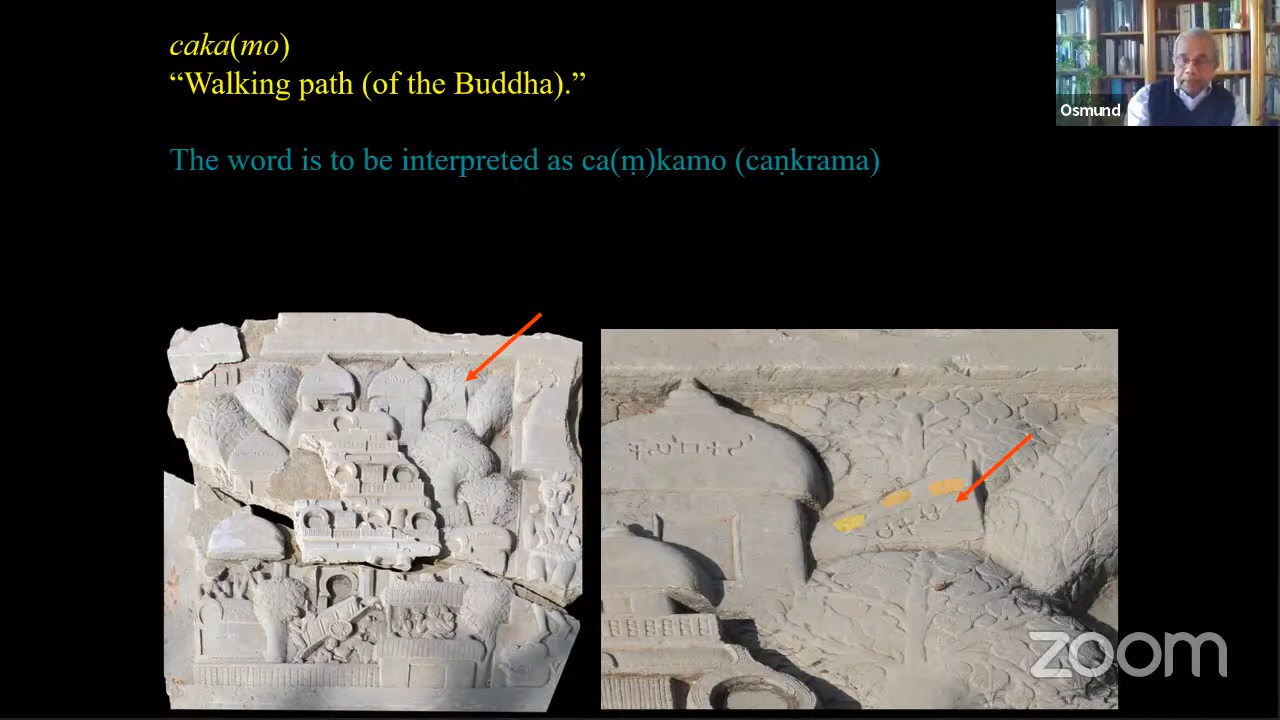 caka(mo)
“Walking path (of the Buddha).”
The word is to be interpreted as ca(ṃ)kamo (caṇkrama)
Osmund
zoom